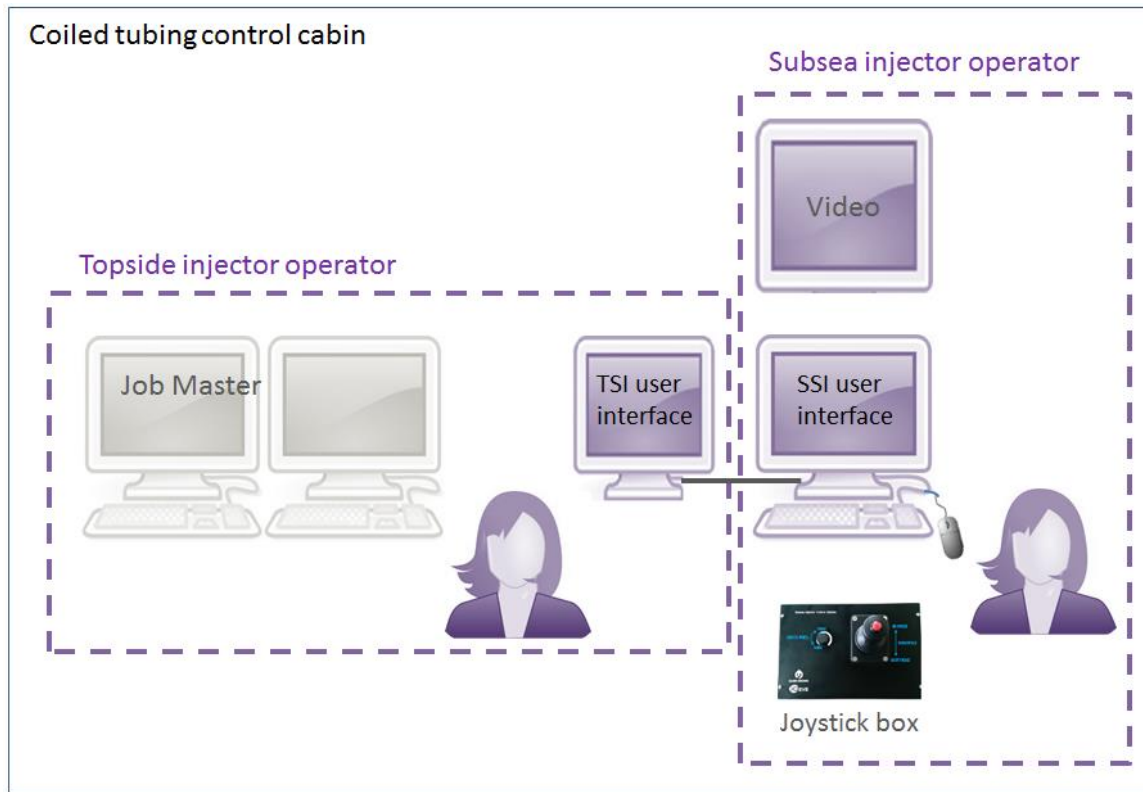 Coiled tubing control cabin
Subsea injector operator
Video
Topside injector operator
Job Master
TSI user
interface
SSI user
interface
Joystick box